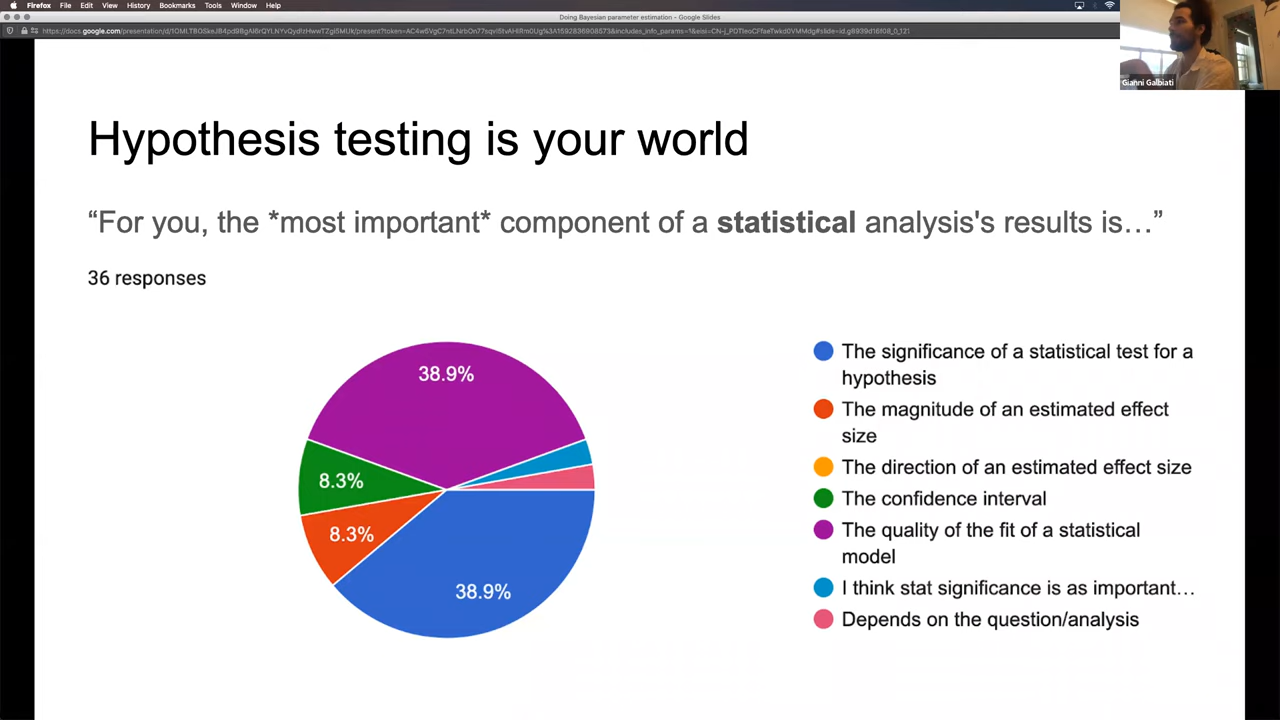 Firefox File Edit View History Bookmarks Tools Window Help
Doing Bayesian parameter estimation - Google Slides
Gianni Galbiati
Hypothesis testing is your world
“For you, the *most important* component of a statistical analysis's results is…”
36 responses
38.9%
8.3%
8.3%
38.9%
The significance of a statistical test for a
hypothesis
The magnitude of an estimated effect
size
The direction of an estimated effect size
The confidence interval
The quality of the fit of a statistical
model
I think stat significance is as important…
Depends on the question/analysis